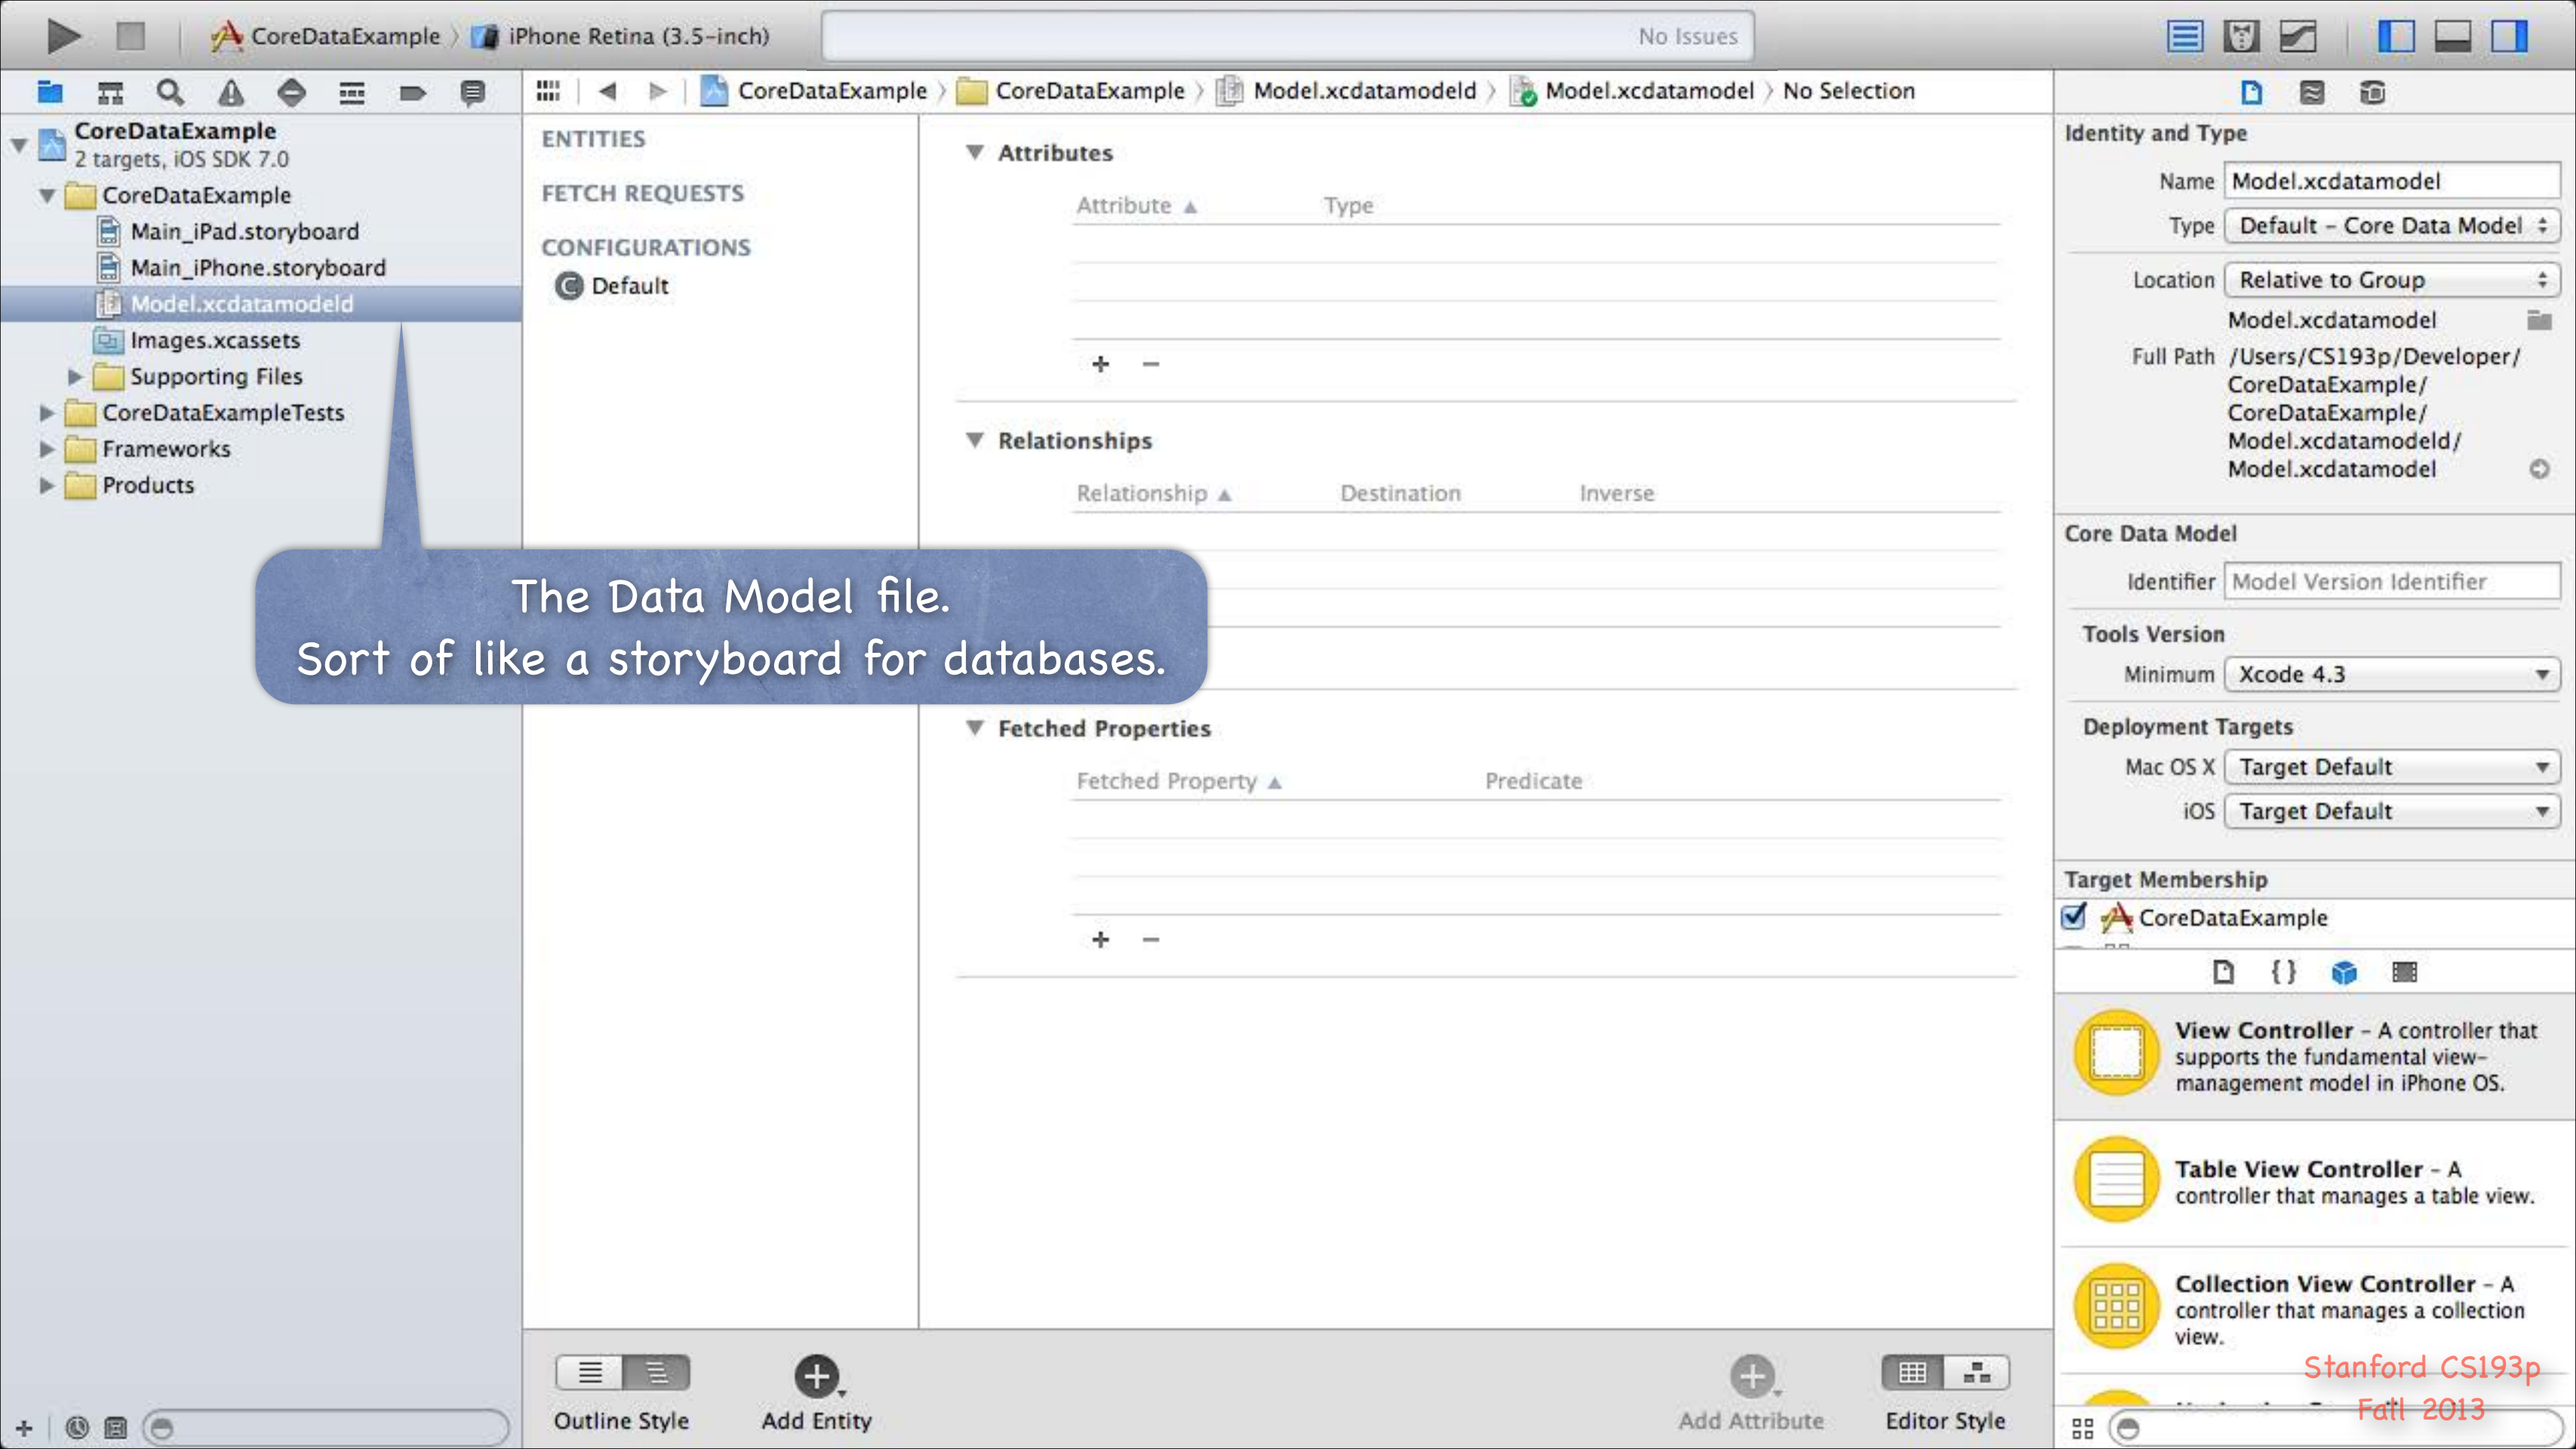 CoreDataExample 〉 iPhone Retina (3.5-inch)
No Issues
CoreDataExample 〉 CoreDataExample 〉 Model.xcdatamodeld 〉 Model.xcdatamodel 〉 No Selection
CoreDataExample
2 targets, iOS SDK 7.0
CoreDataExample
Main_iPad.storyboard
Main_iPhone.storyboard
Model.xcdatamodeld
Images.xcassets
Supporting Files
CoreDataExampleTests
Frameworks
Products
ENTITIES
FETCH REQUESTS
CONFIGURATIONS
C Default
Attributes
Attribute Type
+ −
Relationships
Relationship Destination Inverse
The Data Model file.
Sort of like a storyboard for databases.
Fetched Properties
Fetched Property Predicate
+ −
Outline Style
Add Entity
Add Attribute
Editor Style
Identity and Type
Name Model.xcdatamodel
Type Default - Core Data Model
Location Relative to Group
Model.xcdatamodel
Full Path /Users/CS193p/Developer/
CoreDataExample/
CoreDataExample/
Model.xcdatamodeld/
Model.xcdatamodel
Core Data Model
Identifier Model Version Identifier
Tools Version
Minimum Xcode 4.3
Deployment Targets
Mac OS X Target Default
iOS Target Default
Target Membership
CoreDataExample
{ }
View Controller - A controller that
supports the fundamental view-
management model in iPhone OS.
Table View Controller - A
controller that manages a table view.
Collection View Controller - A
controller that manages a collection
view.
Stanford CS193p
Fall 2013